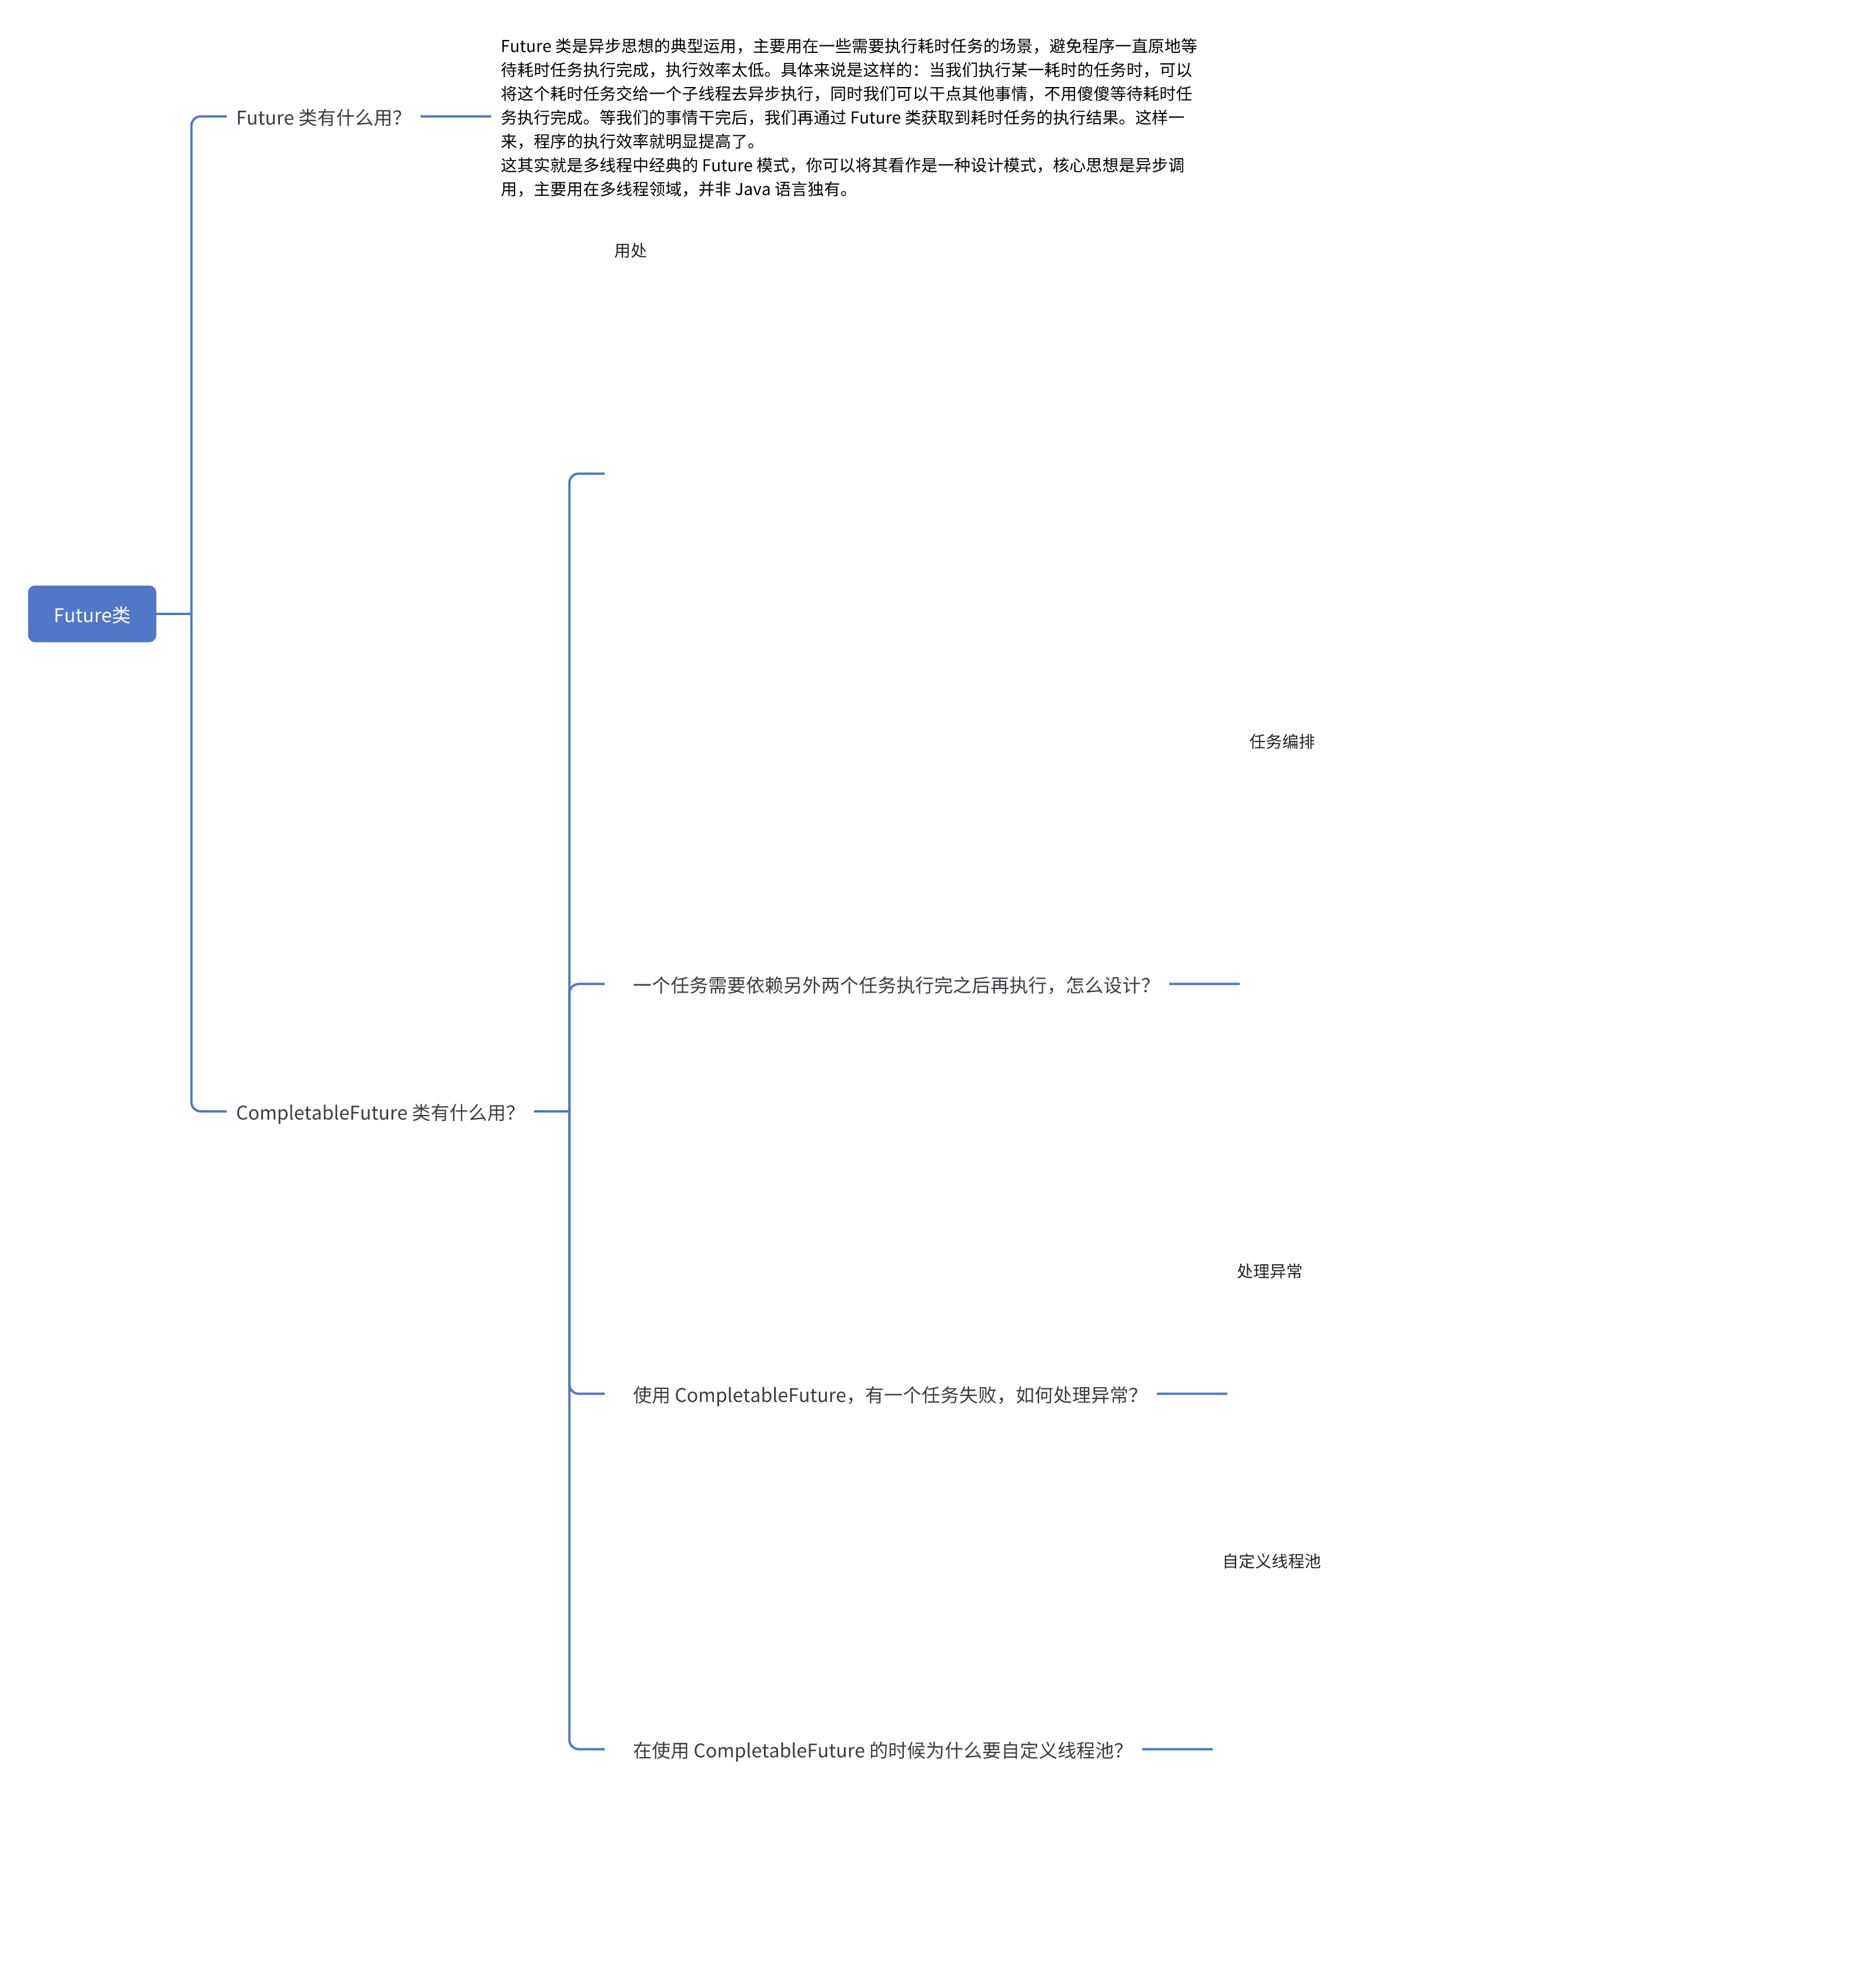 Future 类是异步思想的典型运用，主要用在一些需要执行耗时任务的场景，避免程序一直原地等
待耗时任务执行完成，执行效率太低。具体来说是这样的：当我们执行某一耗时的任务时，可以
将这个耗时任务交给一个子线程去异步执行，同时我们可以干点其他事情，不用傻傻等待耗时任
务执行完成。等我们的事情干完后，我们再通过 Future 类获取到耗时任务的执行结果。这样一
来，程序的执行效率就明显提高了。
这其实就是多线程中经典的 Future 模式，你可以将其看作是一种设计模式，核心思想是异步调
用，主要用在多线程领域，并非 Java 语言独有。
Future 类有什么用？
用处
Future类
任务编排
一个任务需要依赖另外两个任务执行完之后再执行，怎么设计？
CompletableFuture 类有什么用？
处理异常
使用 CompletableFuture，有一个任务失败，如何处理异常？
自定义线程池
在使用 CompletableFuture 的时候为什么要自定义线程池？